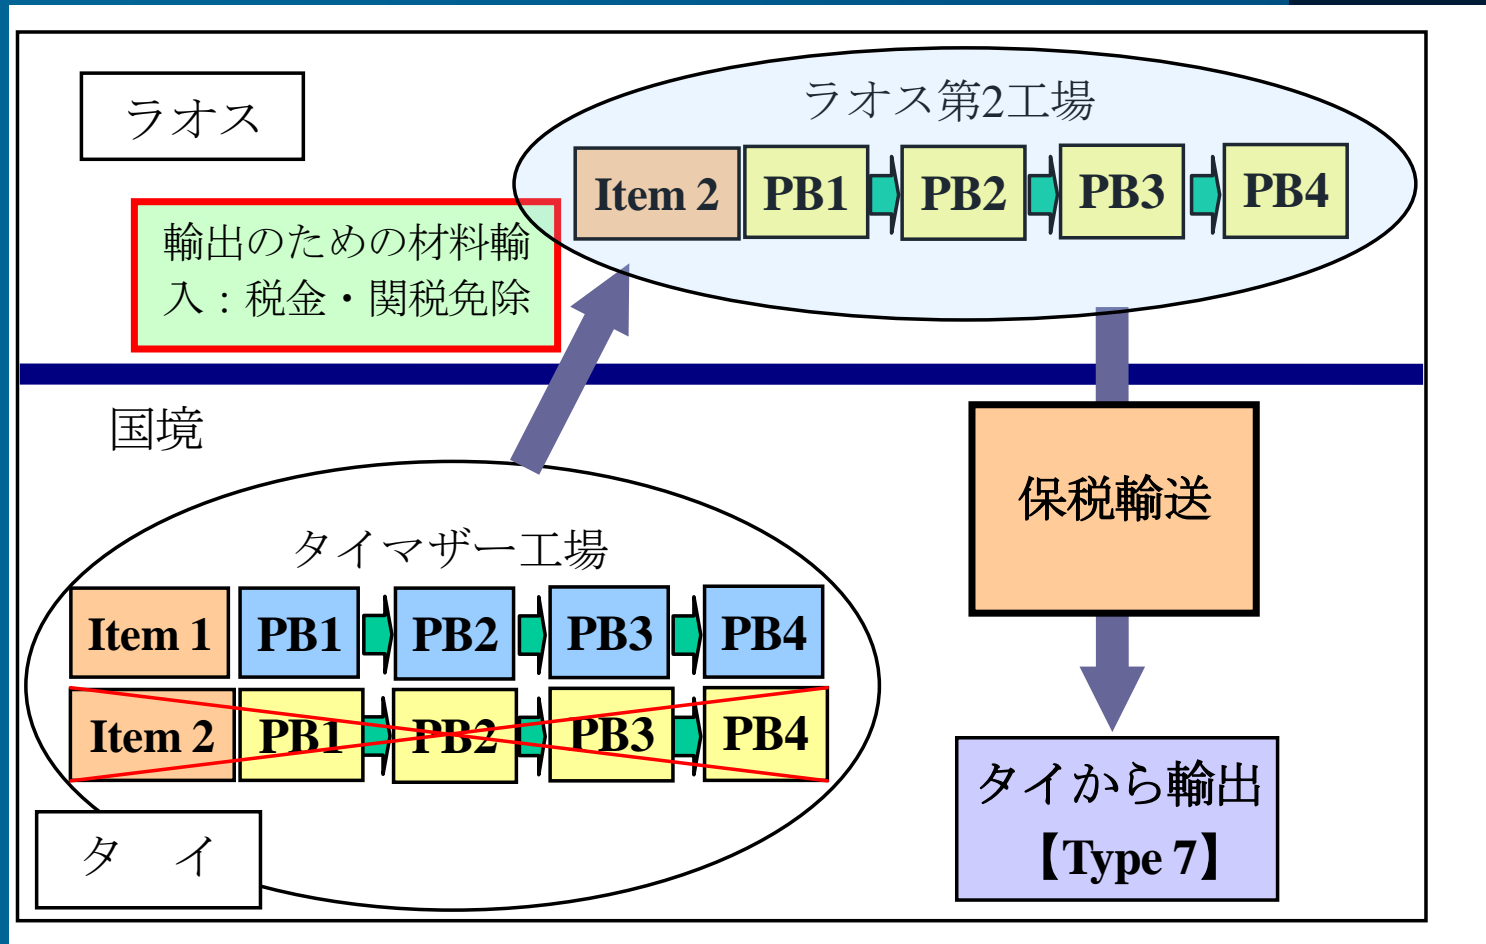 ラオス
ラオス第2工場
Item 2 PB1 PB2 PB3 PB4
輸出のための材料輸
入：税金・関税免除
国境
保税輸送
タイマザー工場
Item 1 PB1 PB2 PB3 PB4
Item 2 PB1 PB2 PB3 PB4
タイから輸出
【Type 7】
タ　イ